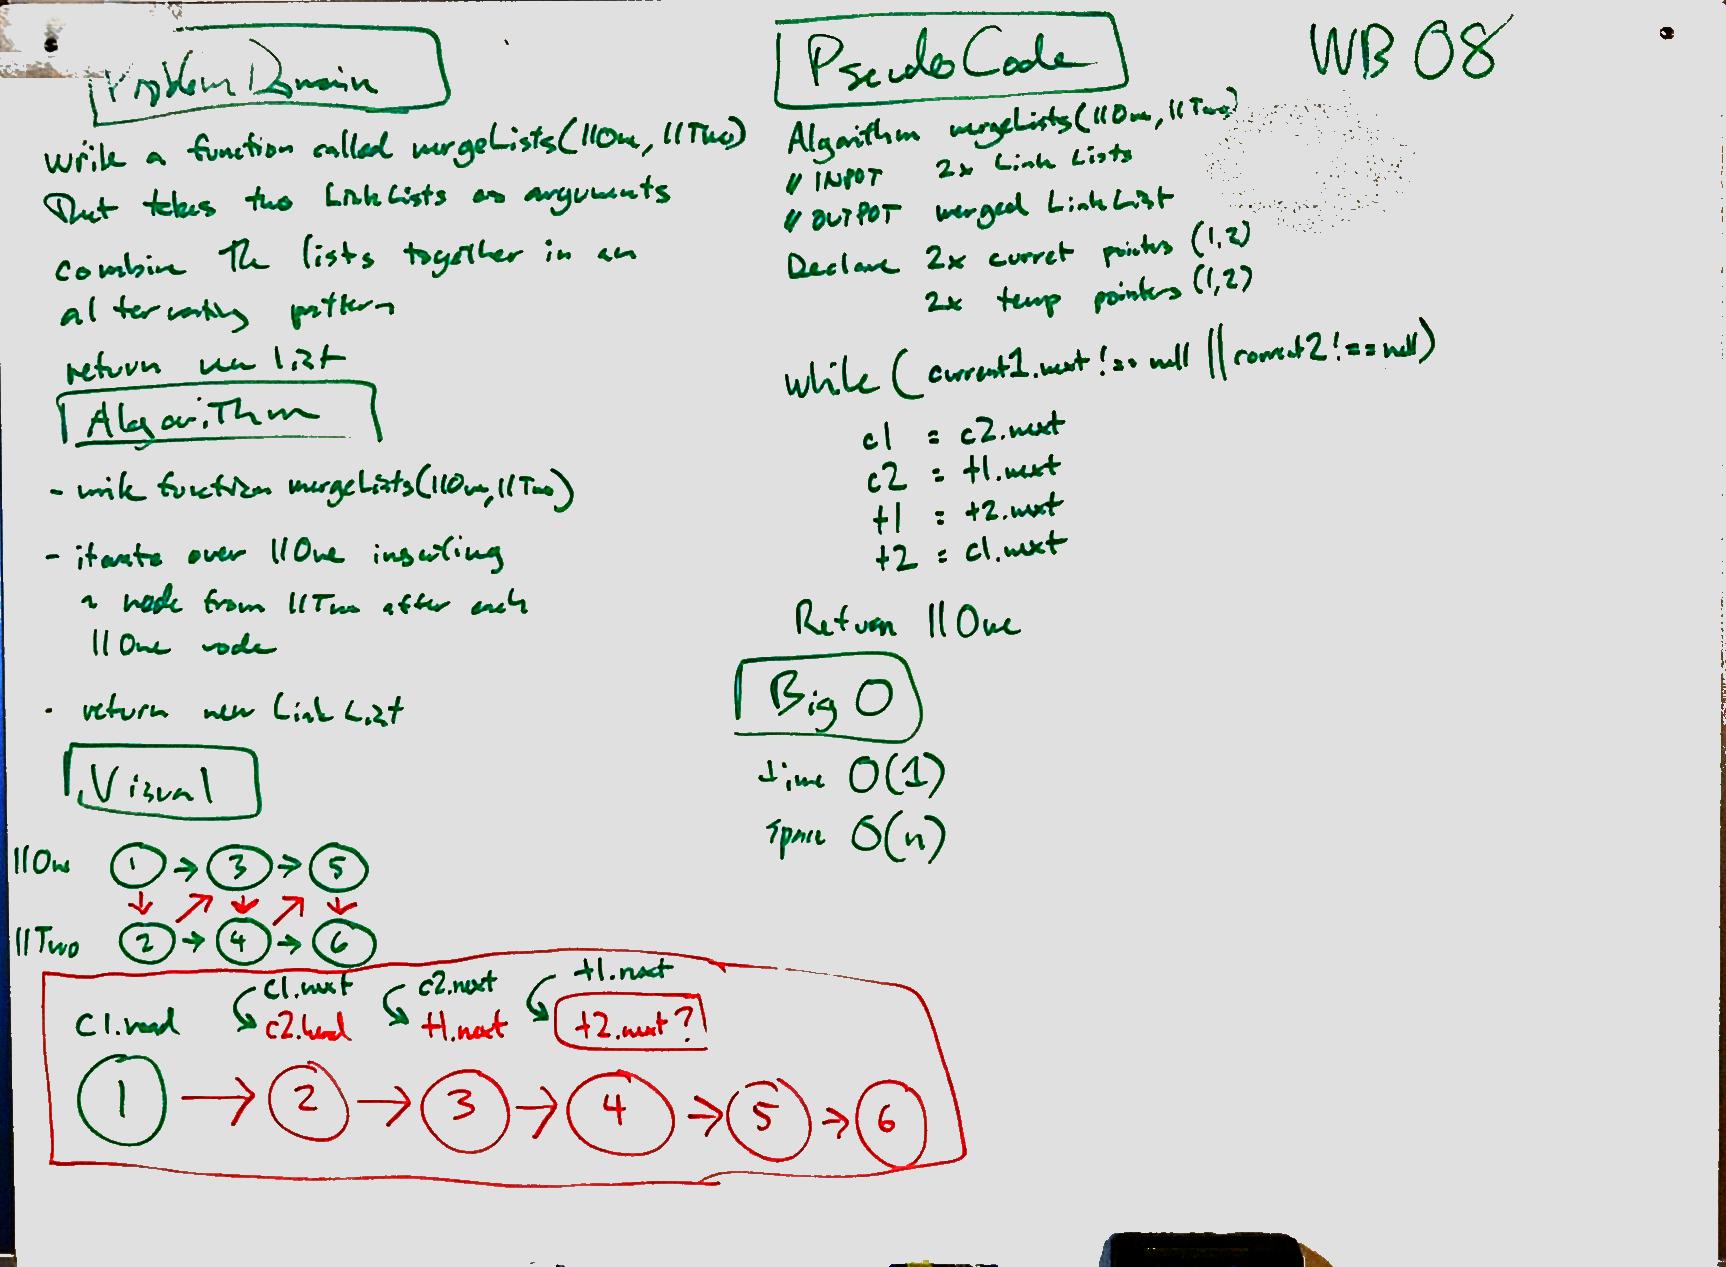 Problem Domain
write a function called mergeLists(llOne, llTwo)
That takes two LinkLists as arguments
combine the lists together in an
alternating pattern
return new list
Algorithm
- write function mergeLists(llOne, llTwo)
- iterate over llOne inserting
a node from llTwo after each
llOne node
- return new Link List
Visual
llOne 1 → 3 → 5
llTwo 2 → 4 → 6
c1.next c2.next t1.next
C1.head c2.head t1.next t2.next?
1 → 2 → 3 → 4 → 5 → 6
Pseudo Code
Algorithm mergeLists(llOne, llTwo)
// INPOT 2x Link Lists
// OUTPOT merged LinkList
Declare 2x curret pointers (1,2)
2x temp pointers (1,2)
while (current1.next !== null || current2 !== null)
c1 = c2.next
c2 = t1.next
t1 = t2.next
t2 = c1.next
Return llOne
Big O
time O(1)
space O(n)
WB 08